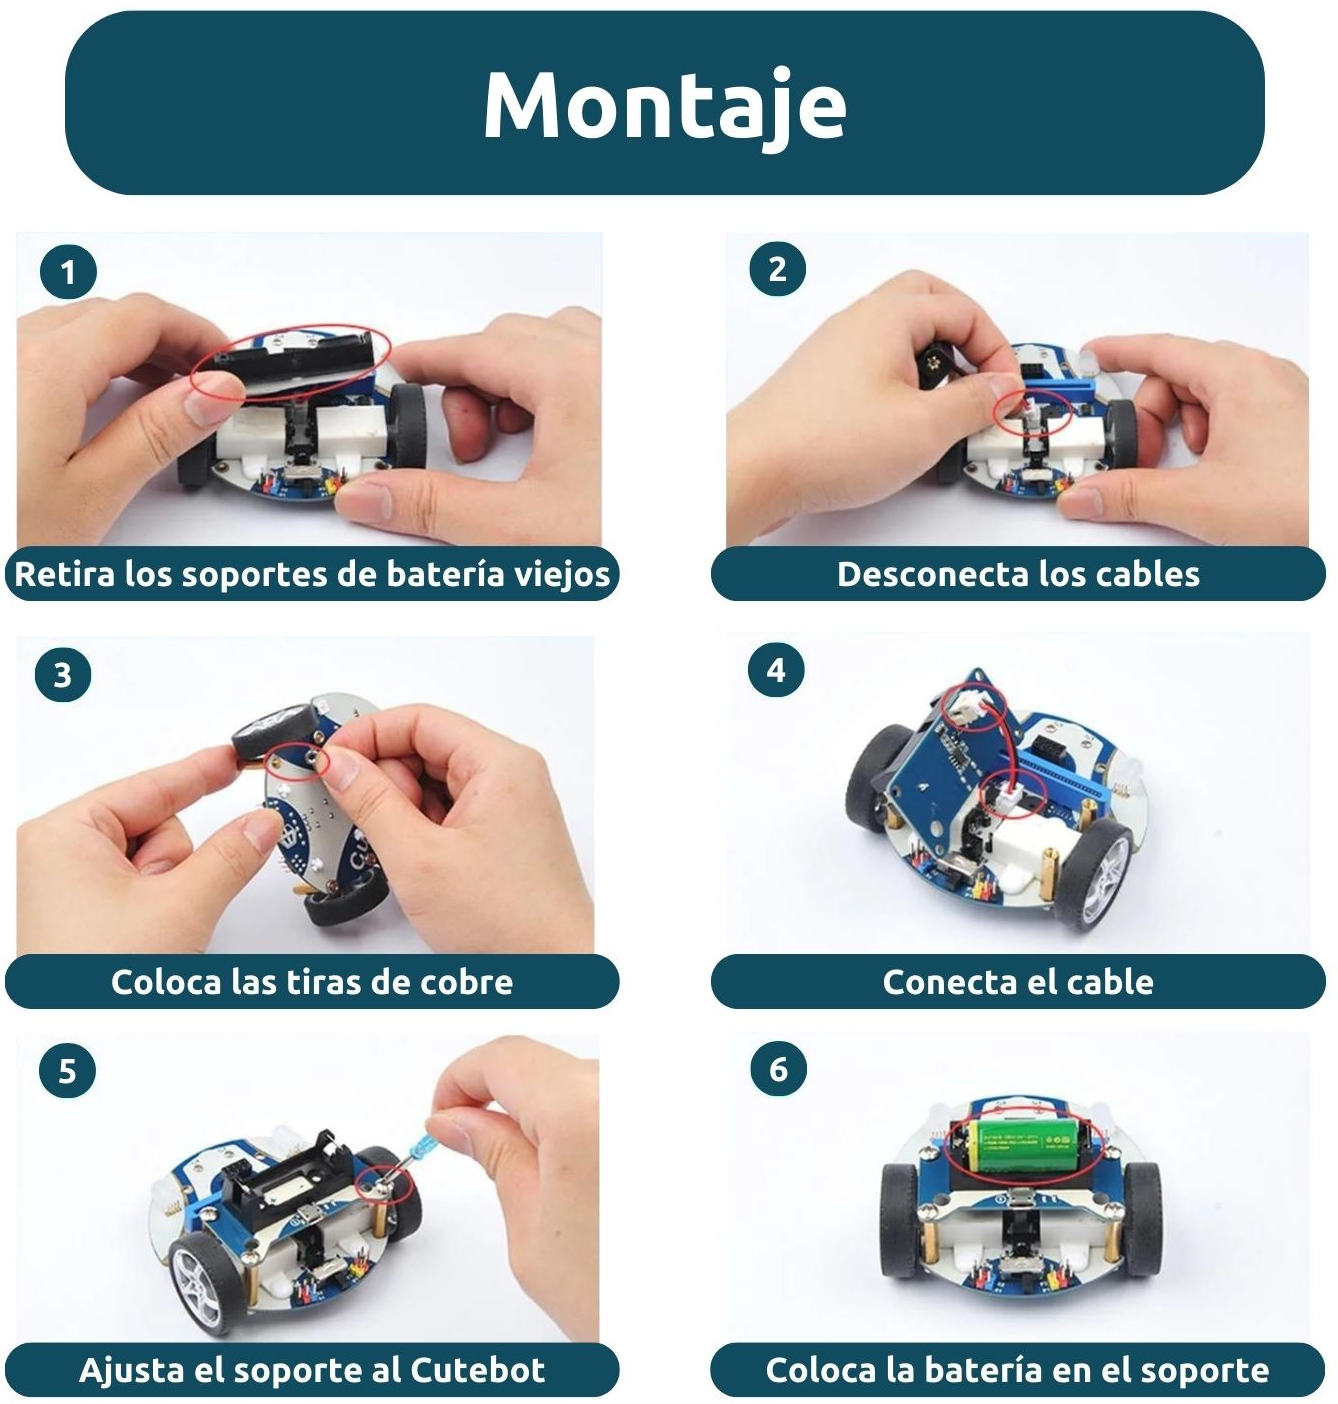 Montaje
1
2
Retira los soportes de batería viejos
Desconecta los cables
3
4
Coloca las tiras de cobre
Conecta el cable
5
6
Ajusta el soporte al Cutebot
Coloca la batería en el soporte